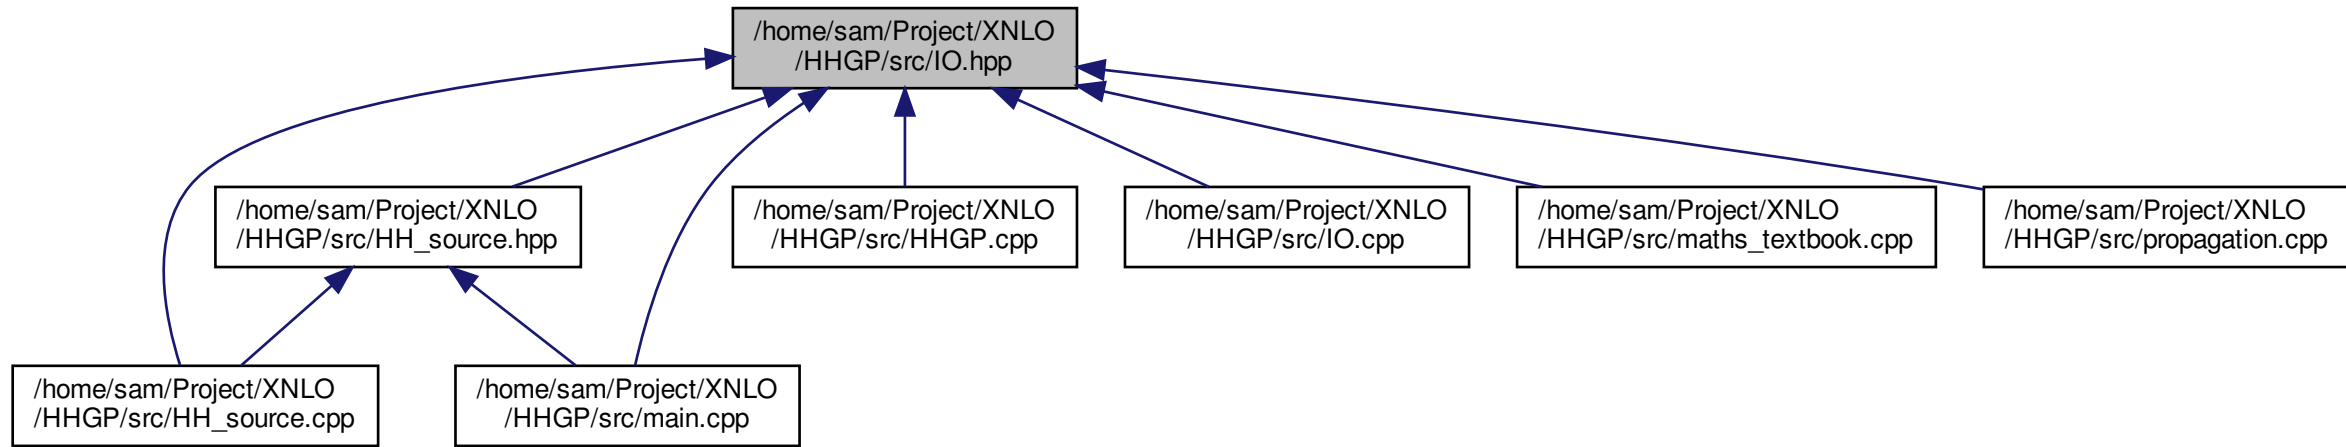 /home/sam/Project/XNLO
/HHGP/src/IO.hpp
/home/sam/Project/XNLO
/HHGP/src/HH_source.hpp
/home/sam/Project/XNLO
/HHGP/src/HHGP.cpp
/home/sam/Project/XNLO
/HHGP/src/IO.cpp
/home/sam/Project/XNLO
/HHGP/src/maths_textbook.cpp
/home/sam/Project/XNLO
/HHGP/src/propagation.cpp
/home/sam/Project/XNLO
/HHGP/src/HH_source.cpp
/home/sam/Project/XNLO
/HHGP/src/main.cpp